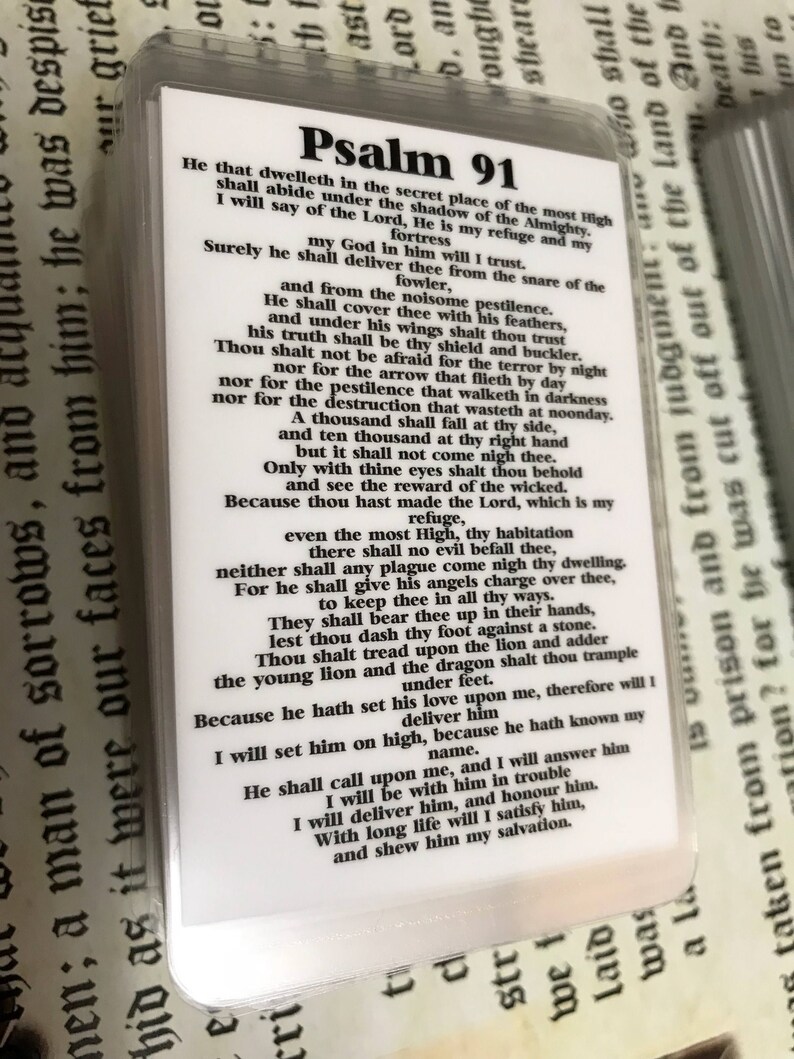 Psalm 91
He that dwelleth in the secret place of the most High
shall abide under the shadow of the Almighty.
I will say of the Lord, He is my refuge and my
fortress
my God in him will I trust.
Surely he shall deliver thee from the snare of the
fowler,
and from the noisome pestilence.
He shall cover thee with his feathers,
and under his wings shalt thou trust
his truth shall be thy shield and buckler.
Thou shalt not be afraid for the terror by night
nor for the arrow that flieth by day
nor for the pestilence that walketh in darkness
nor for the destruction that wasteth at noonday.
A thousand shall fall at thy side,
and ten thousand at thy right hand
but it shall not come nigh thee.
Only with thine eyes shalt thou behold
and see the reward of the wicked.
Because thou hast made the Lord, which is my
refuge,
even the most High, thy habitation
there shall no evil befall thee,
neither shall any plague come nigh thy dwelling.
For he shall give his angels charge over thee,
to keep thee in all thy ways.
They shall bear thee up in their hands,
lest thou dash thy foot against a stone.
Thou shalt tread upon the lion and adder
the young lion and the dragon shalt thou trample
under feet.
Because he hath set his love upon me, therefore will I
deliver him
I will set him on high, because he hath known my
name.
He shall call upon me, and I will answer him
I will be with him in trouble
I will deliver him, and honour him.
With long life will I satisfy him,
and shew him my salvation.
men; a man of sorrows, and acquainted
hid as it were our faces from him; he was despis
our grief
from prison and from judgment: and who shall
for he was cut off out of the land of the
taken